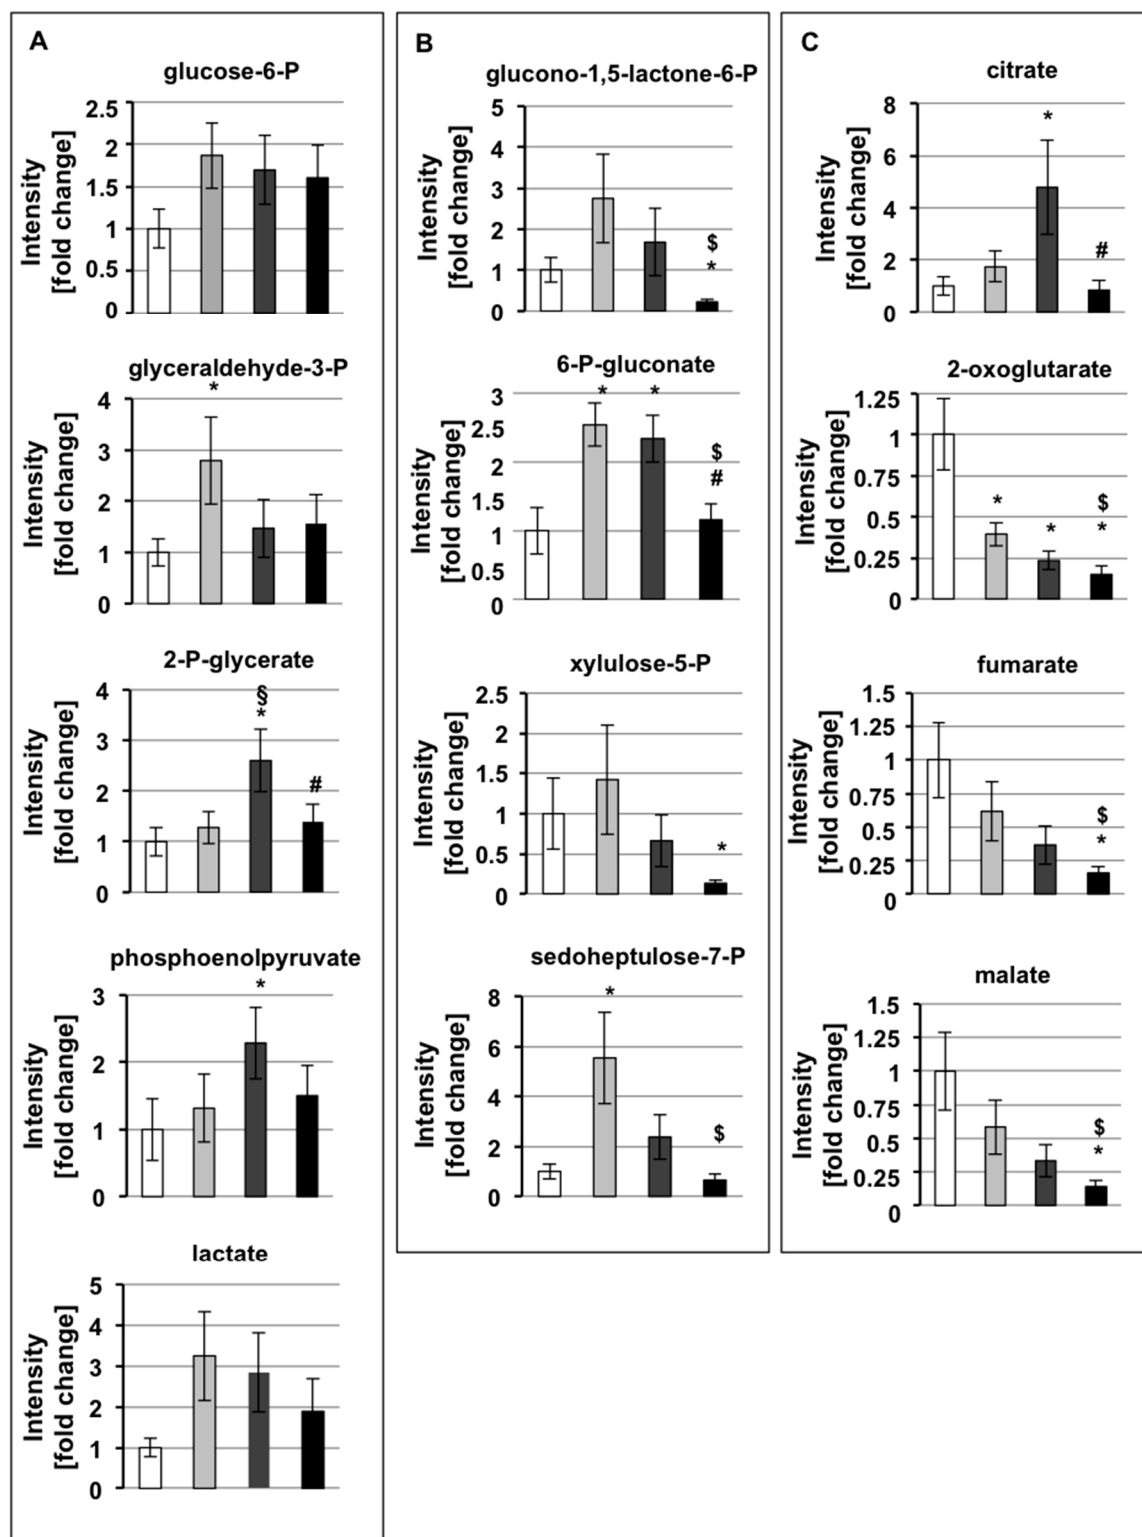 A
glucose-6-P
Intensity
[fold change]
2.5
2
1.5
1
0.5
0
glyceraldehyde-3-P
*
Intensity
[fold change]
4
3
2
1
0
2-P-glycerate
§
*
#
Intensity
[fold change]
4
3
2
1
0
phosphoenolpyruvate
*
Intensity
[fold change]
3
2
1
0
lactate
Intensity
[fold change]
5
4
3
2
1
0
B
glucono-1,5-lactone-6-P
$
*
Intensity
[fold change]
5
4
3
2
1
0
6-P-gluconate
* *
$
#
Intensity
[fold change]
3
2.5
2
1.5
1
0.5
0
xylulose-5-P
*
Intensity
[fold change]
2.5
2
1.5
1
0.5
0
sedoheptulose-7-P
*
$
Intensity
[fold change]
8
6
4
2
0
C
citrate
*
#
Intensity
[fold change]
8
6
4
2
0
2-oxoglutarate
* * $
*
Intensity
[fold change]
1.25
1
0.75
0.5
0.25
0
fumarate
$
*
Intensity
[fold change]
1.5
1.25
1
0.75
0.5
0.25
0
malate
$
*
Intensity
[fold change]
1.5
1.25
1
0.75
0.5
0.25
0